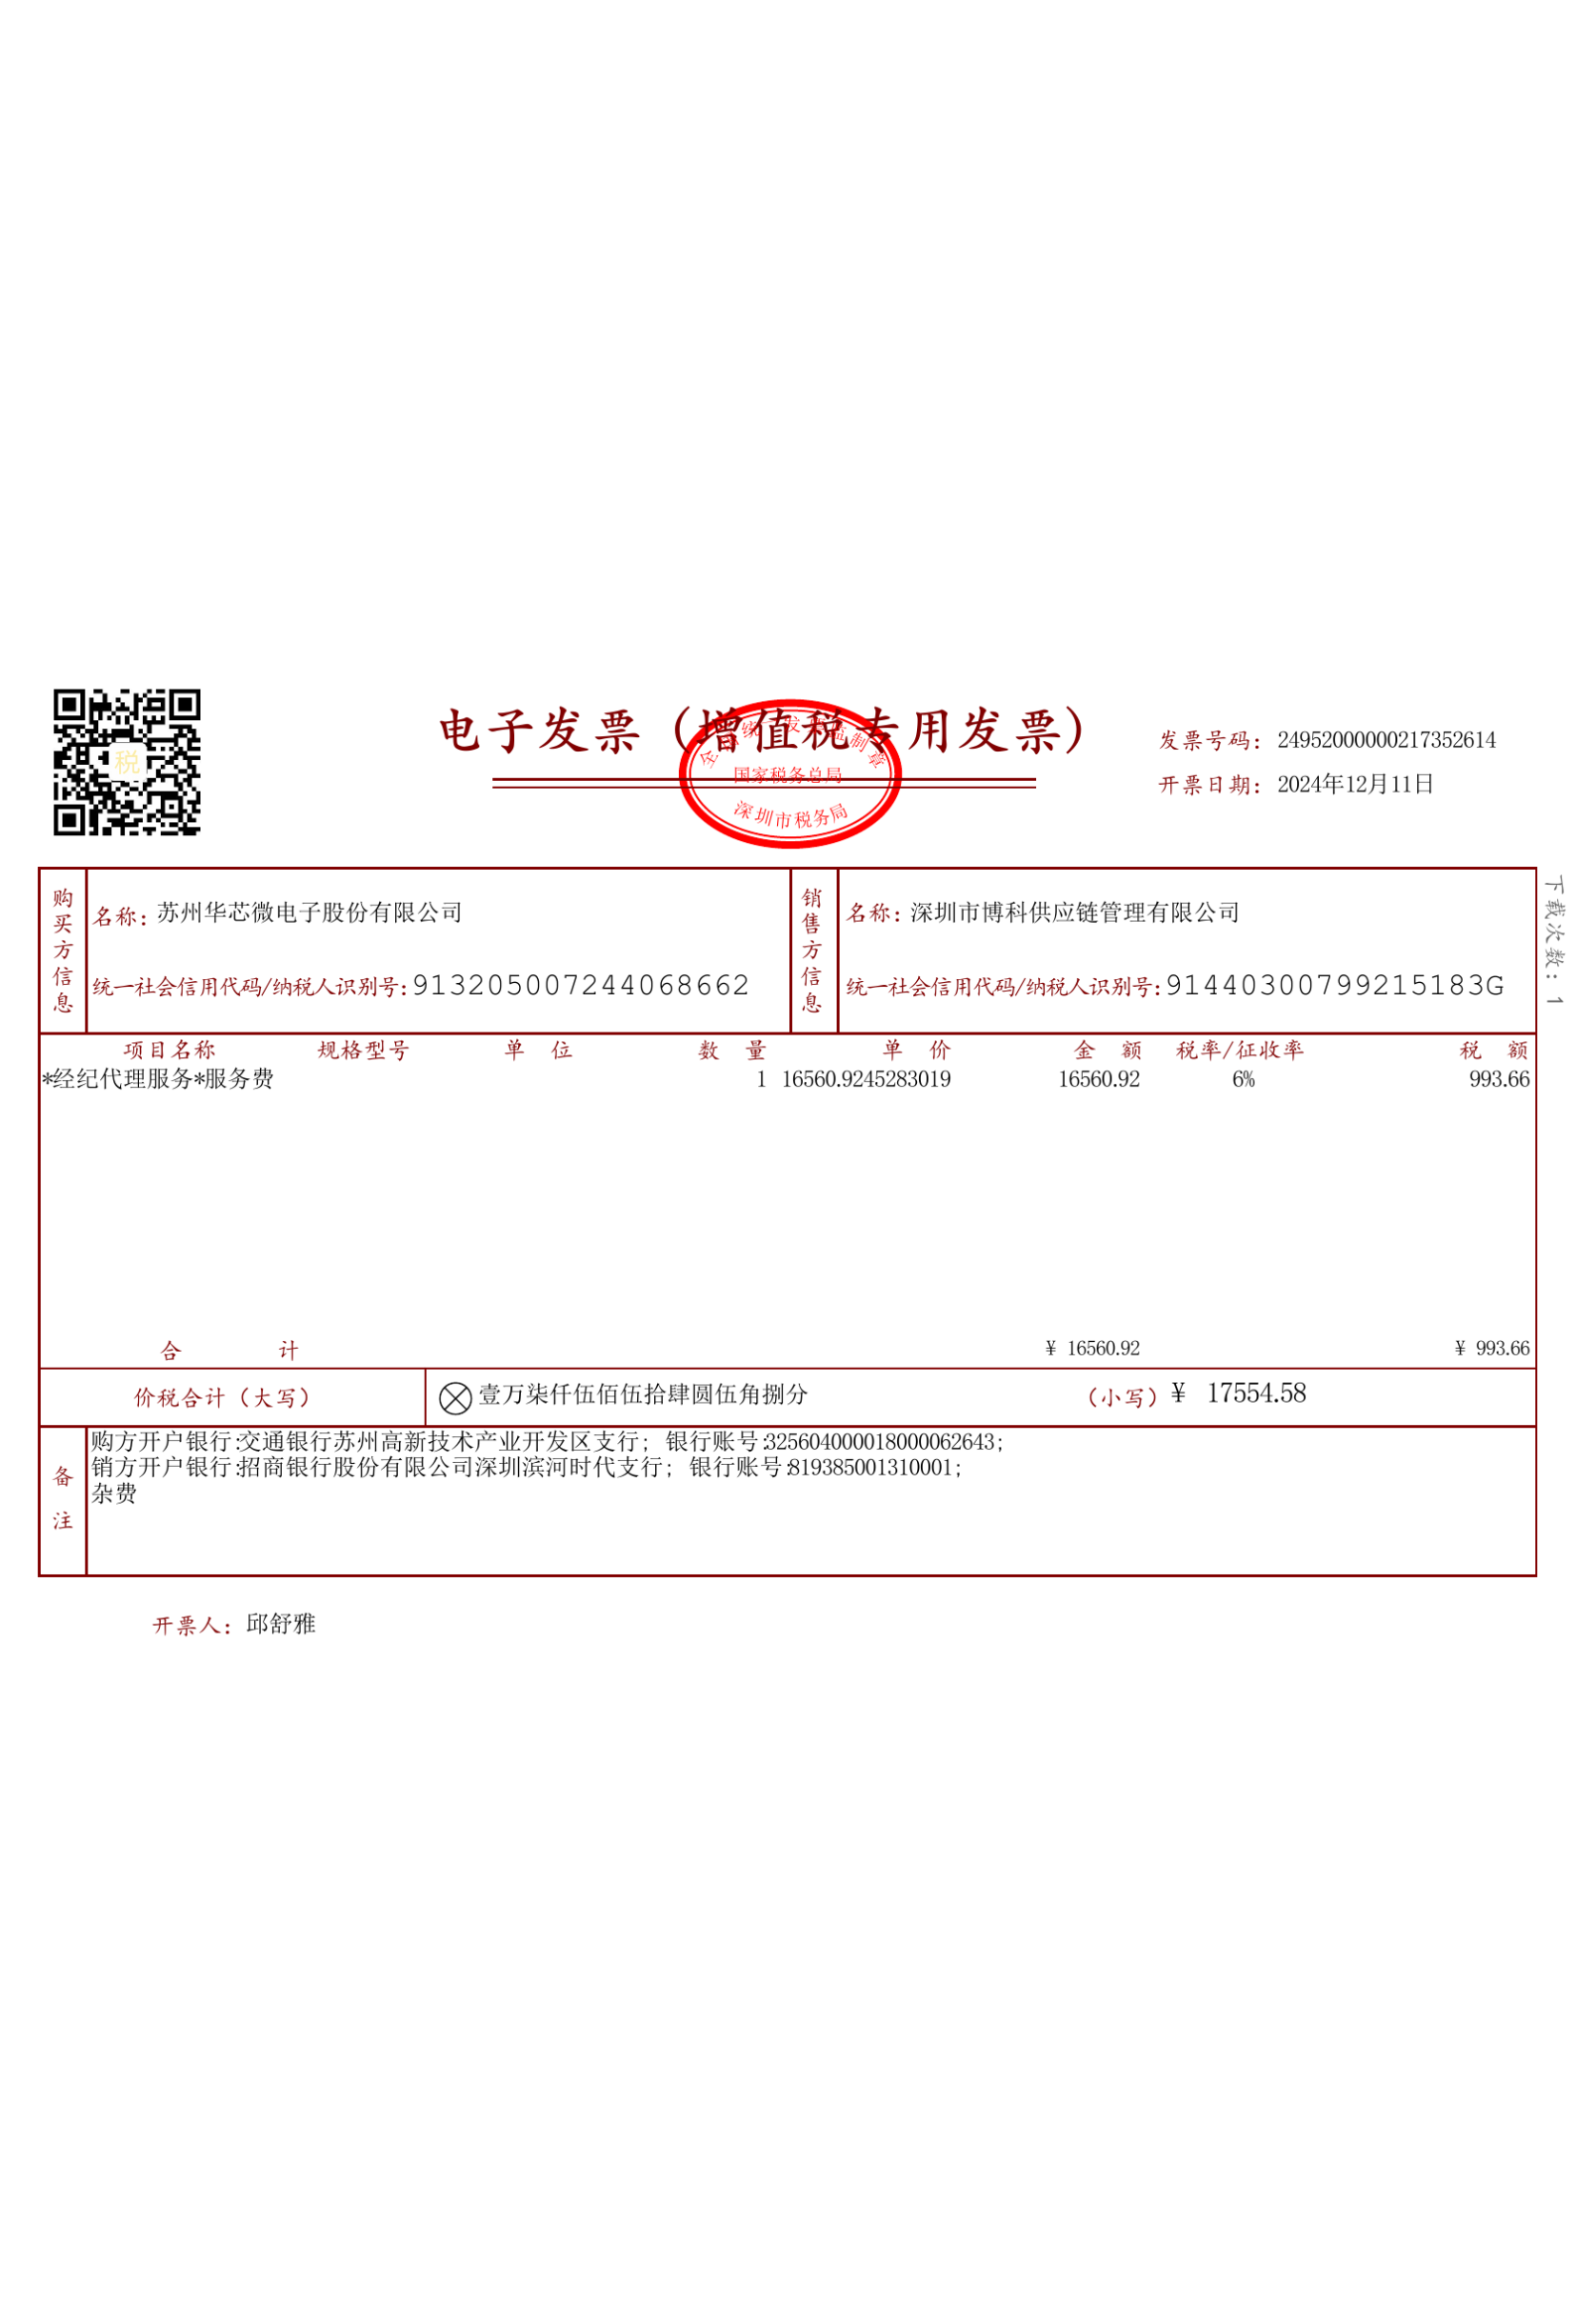 税
电子发票（增值税专用发票）
全国统一发票监制章
国家税务总局
深圳市税务局
发票号码：24952000000217352614
开票日期：2024年12月11日
下载次数：1
购买方信息
名称：苏州华芯微电子股份有限公司
统一社会信用代码/纳税人识别号：913205007244068662
销售方信息
名称：深圳市博科供应链管理有限公司
统一社会信用代码/纳税人识别号：91440300799215183G
项目名称 规格型号 单 位 数 量 单 价 金 额 税率/征收率 税 额
*经纪代理服务*服务费 1 16560.9245283019 16560.92 6% 993.66
合 计 ¥ 16560.92 ¥ 993.66
价税合计（大写） 壹万柒仟伍佰伍拾肆圆伍角捌分 （小写）¥ 17554.58
备注
购方开户银行:交通银行苏州高新技术产业开发区支行; 银行账号:325604000018000062643;
销方开户银行:招商银行股份有限公司深圳滨河时代支行; 银行账号:819385001310001;
杂费
开票人：邱舒雅